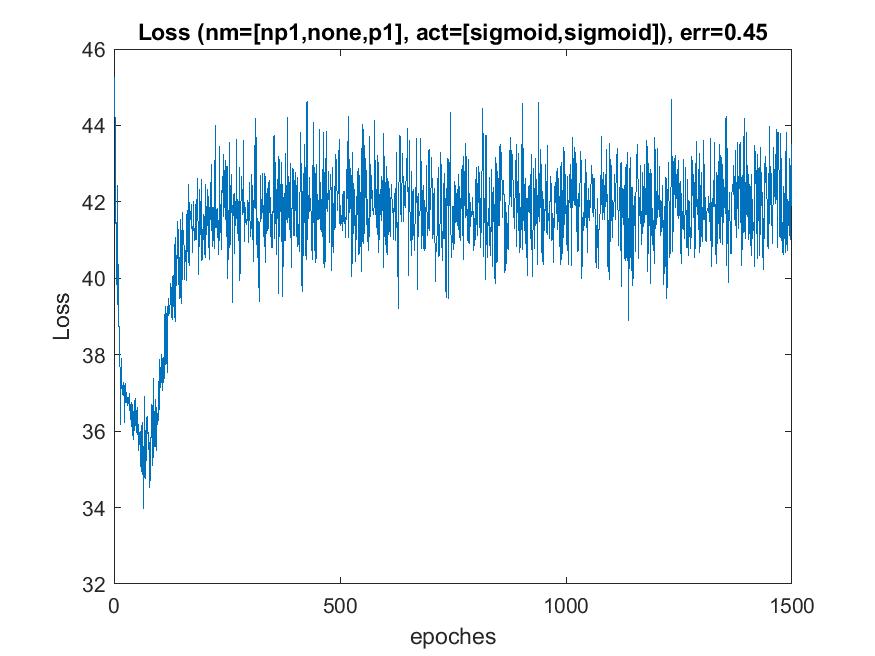 Loss (nm=[np1,none,p1], act=[sigmoid,sigmoid]), err=0.45
46
44
42
40
38
36
34
32
Loss
0 500 1000 1500
epoches